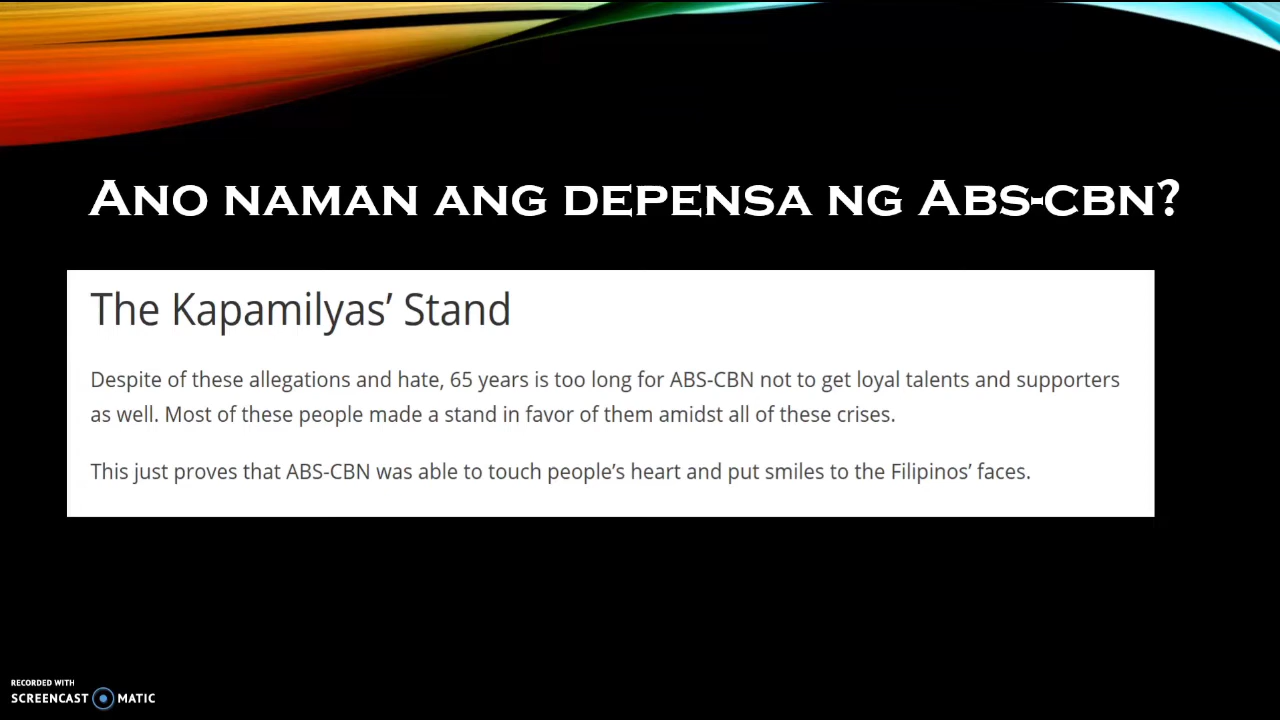 Ano naman ang depensa ng Abs-cbn?
The Kapamilyas’ Stand
Despite of these allegations and hate, 65 years is too long for ABS-CBN not to get loyal talents and supporters
as well. Most of these people made a stand in favor of them amidst all of these crises.
This just proves that ABS-CBN was able to touch people’s heart and put smiles to the Filipinos’ faces.
RECORDED WITH
SCREENCAST MATIC